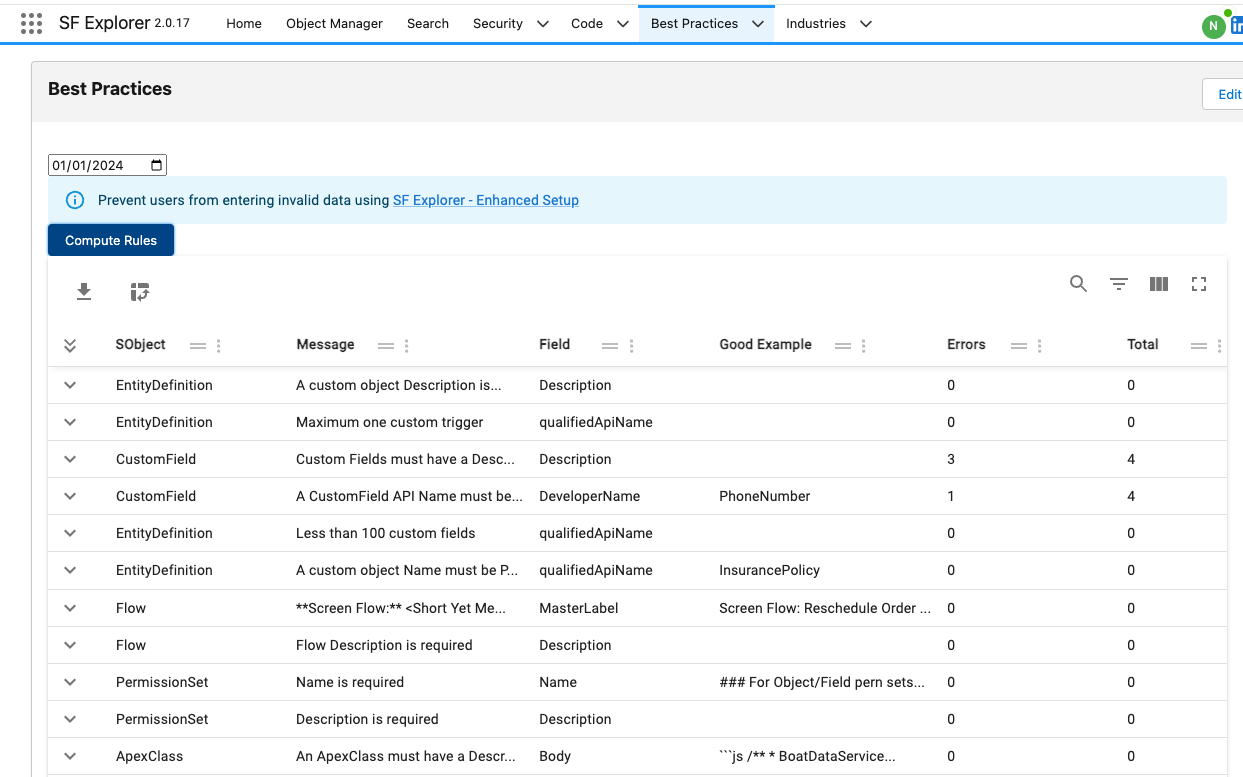 SF Explorer 2.0.17 Home Object Manager Search Security Code Best Practices Industries N in
Best Practices
Edit
01/01/2024
Prevent users from entering invalid data using SF Explorer - Enhanced Setup
Compute Rules
SObject Message Field Good Example Errors Total
EntityDefinition A custom object Description is... Description 0 0
EntityDefinition Maximum one custom trigger qualifiedApiName 0 0
CustomField Custom Fields must have a Desc... Description 3 4
CustomField A CustomField API Name must be... DeveloperName PhoneNumber 1 4
EntityDefinition Less than 100 custom fields qualifiedApiName 0 0
EntityDefinition A custom object Name must be P... qualifiedApiName InsurancePolicy 0 0
Flow **Screen Flow:** <Short Yet Me... MasterLabel Screen Flow: Reschedule Order ... 0 0
Flow Flow Description is required Description 0 0
PermissionSet Name is required Name ### For Object/Field pern sets... 0 0
PermissionSet Description is required Description 0 0
ApexClass An ApexClass must have a Descr... Body ```js /** * BoatDataService... 0 0